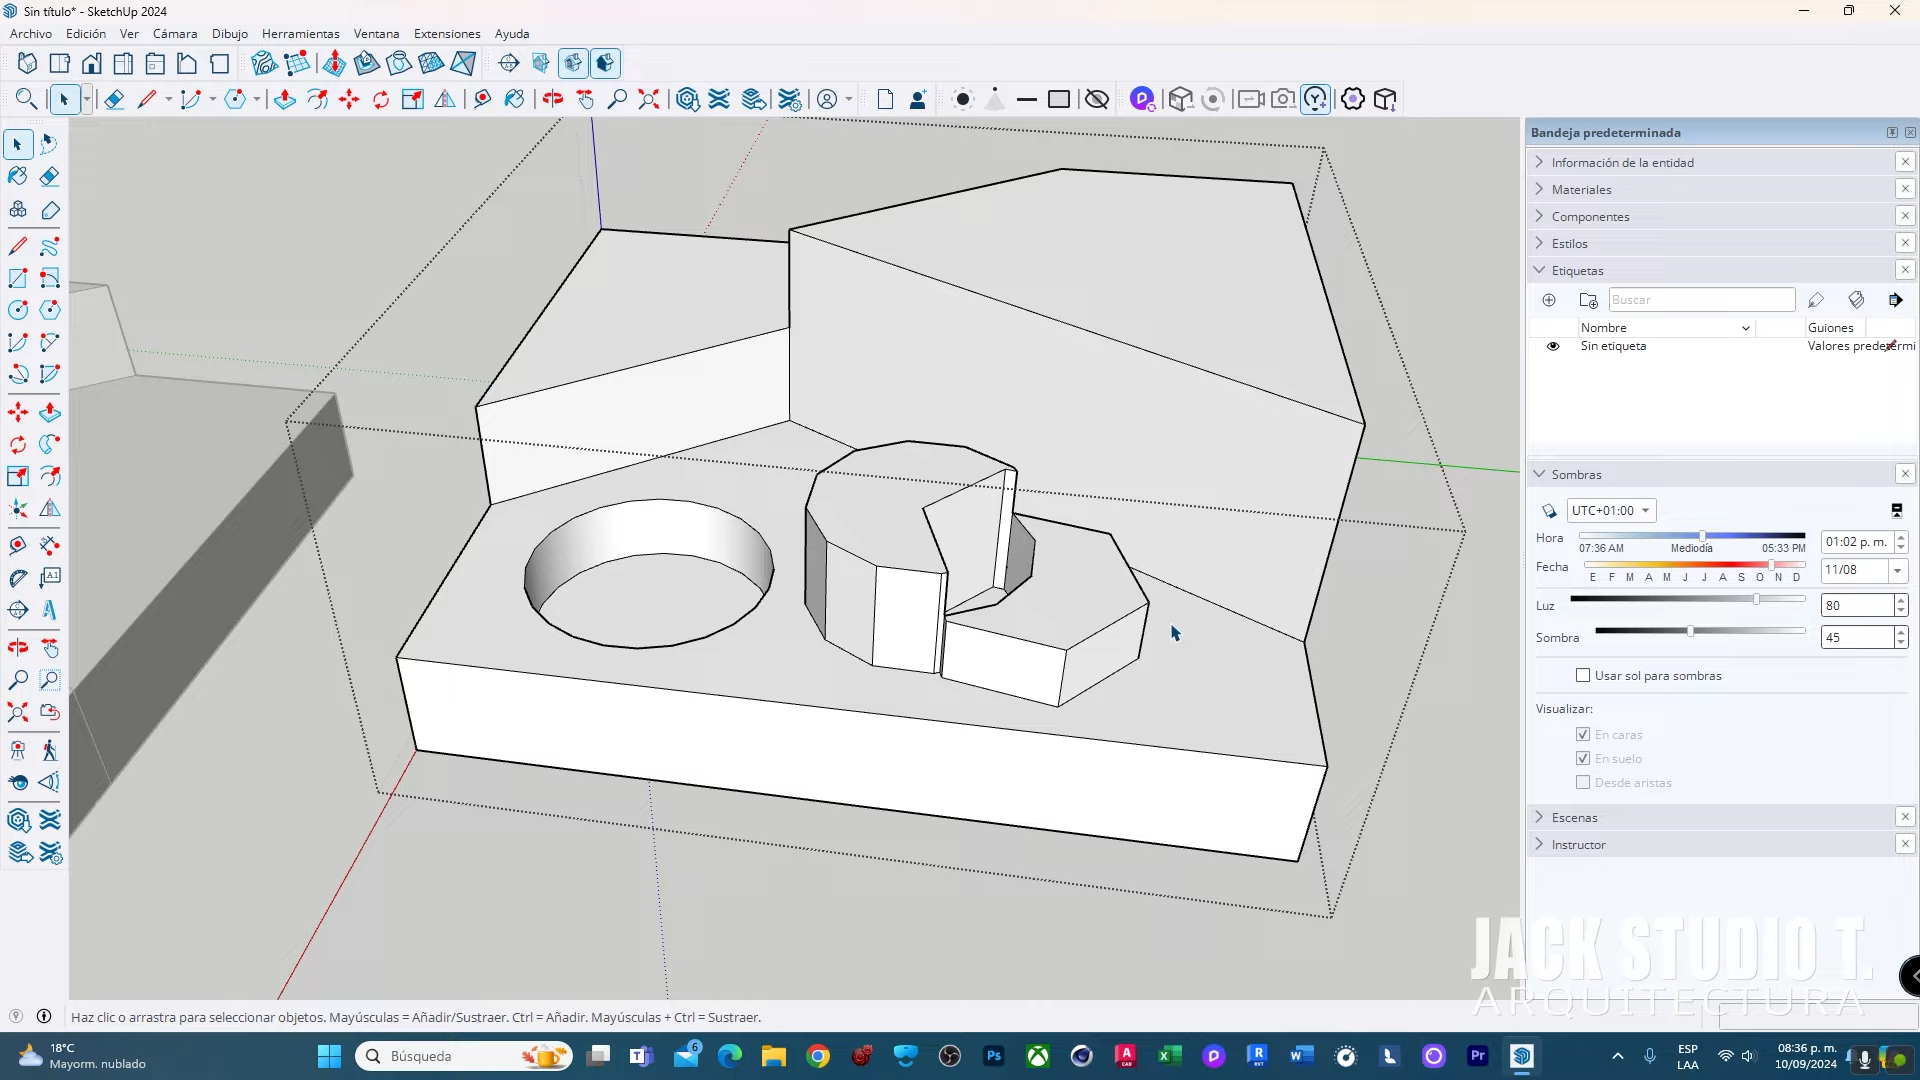 Sin título* - SketchUp 2024
Archivo Edición Ver Cámara Dibujo Herramientas Ventana Extensiones Ayuda
Bandeja predeterminada
Información de la entidad
Materiales
Componentes
Estilos
Etiquetas
Buscar
Nombre Guiones
Sin etiqueta Valores predetermi
Sombras
UTC+01:00
Hora 07:36 AM Mediodía 05:33 PM 01:02 p. m.
Fecha E F M A M J J A S O N D 11/08
Luz 80
Sombra 45
Usar sol para sombras
Visualizar:
En caras
En suelo
Desde aristas
Escenas
Instructor
JACK STUDIO T.
ARQUITECTURA
Haz clic o arrastra para seleccionar objetos. Mayúsculas = Añadir/Sustraer. Ctrl = Añadir. Mayúsculas + Ctrl = Sustraer.
18°C
Mayorm. nublado
Búsqueda
6
ESP
LAA
08:36 p. m.
10/09/2024